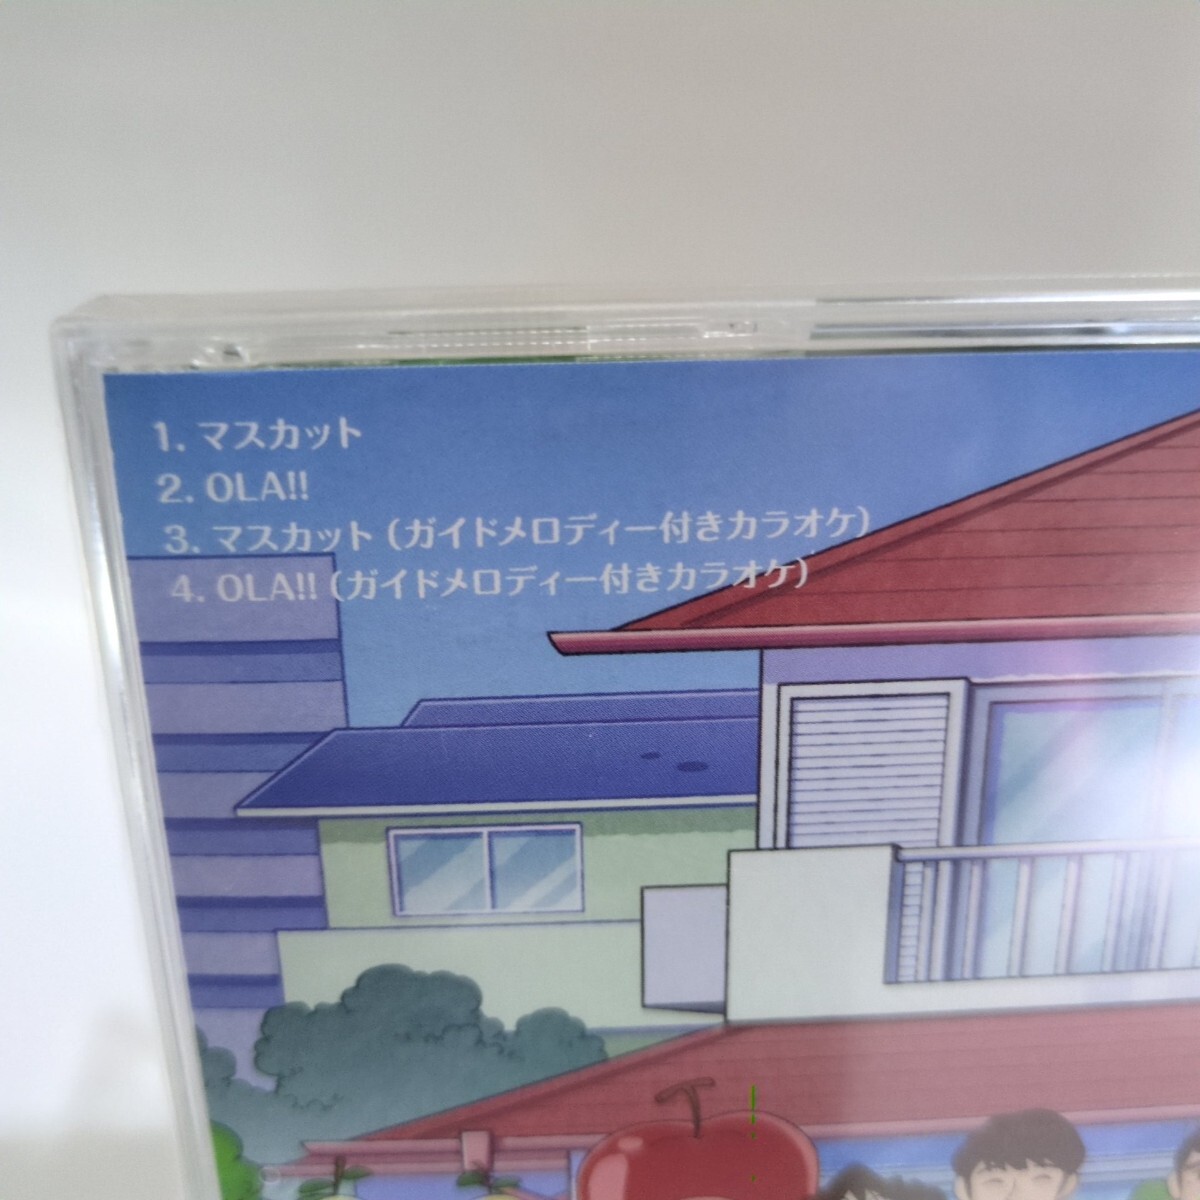 1. マスカット
2. OLA!!
3. マスカット (ガイドメロディー付きカラオケ)
4. OLA!! (ガイドメロディー付きカラオケ)